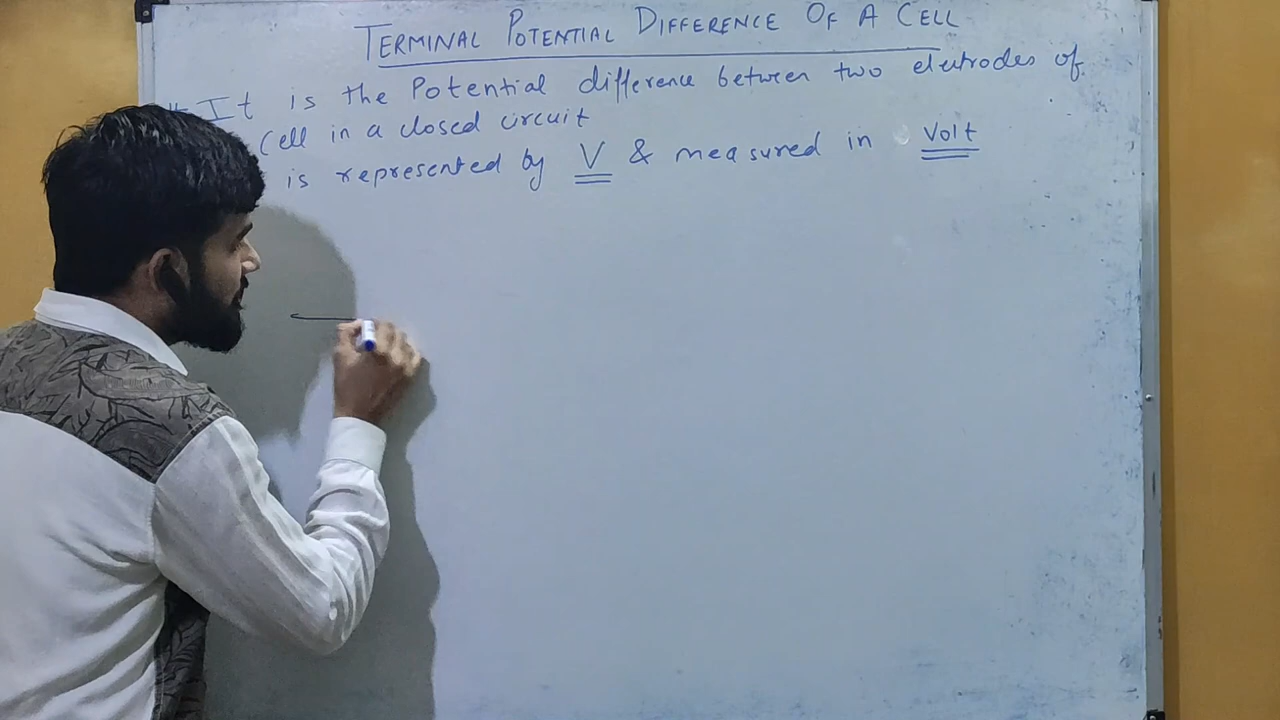 TERMINAL POTENTIAL DIFFERENCE OF A CELL
It is the Potential difference between two electrodes of
Cell in a closed circuit
is represented by V & measured in Volt